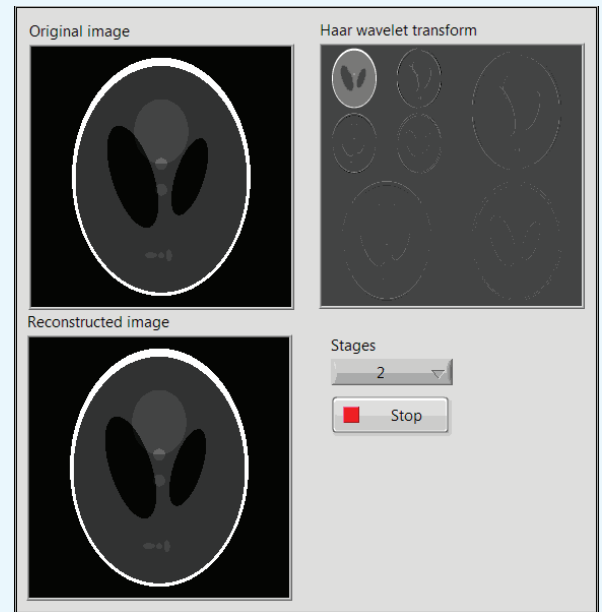 Original image
Haar wavelet transform
Reconstructed image
Stages
2
Stop